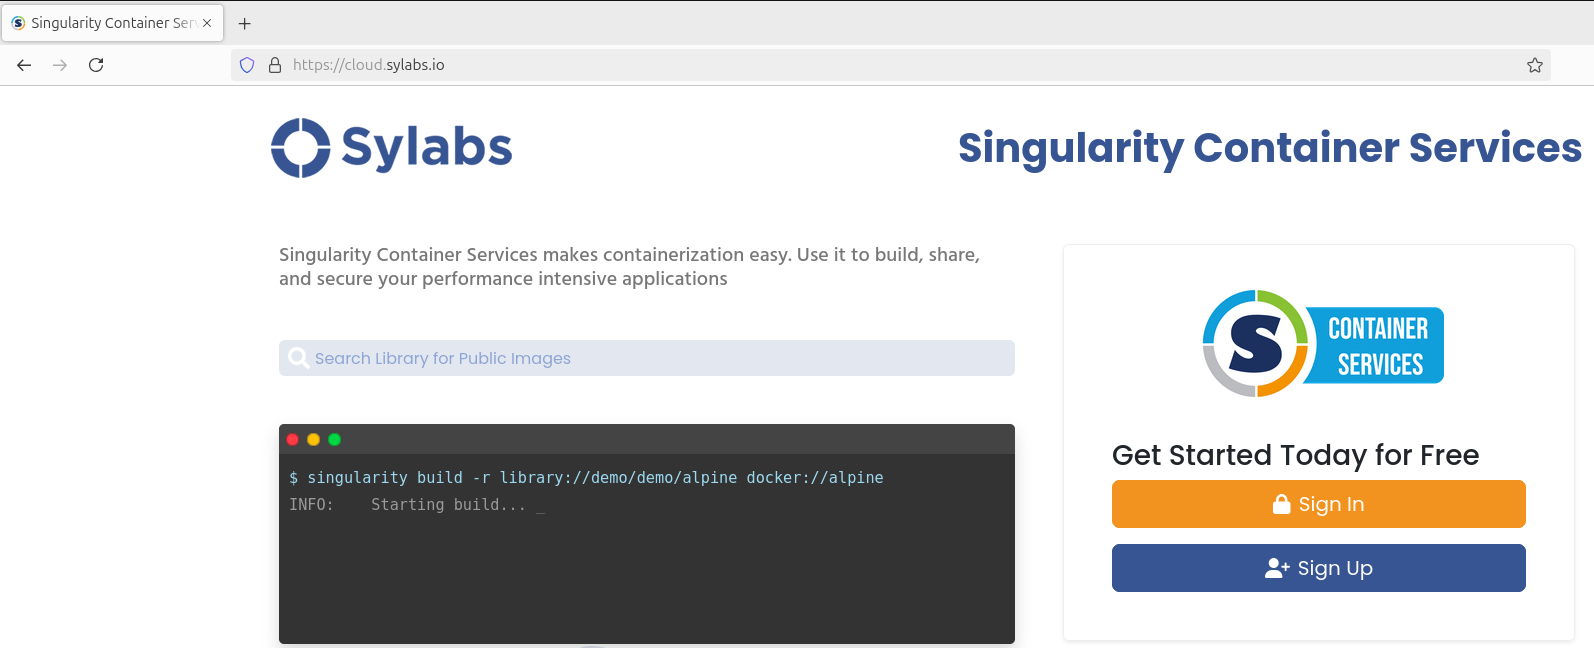 Singularity Container Ser
https://cloud.sylabs.io
Sylabs
Singularity Container Services
Singularity Container Services makes containerization easy. Use it to build, share,
and secure your performance intensive applications
Search Library for Public Images
$ singularity build -r library://demo/demo/alpine docker://alpine
INFO: Starting build... _
S
CONTAINER
SERVICES
Get Started Today for Free
Sign In
Sign Up